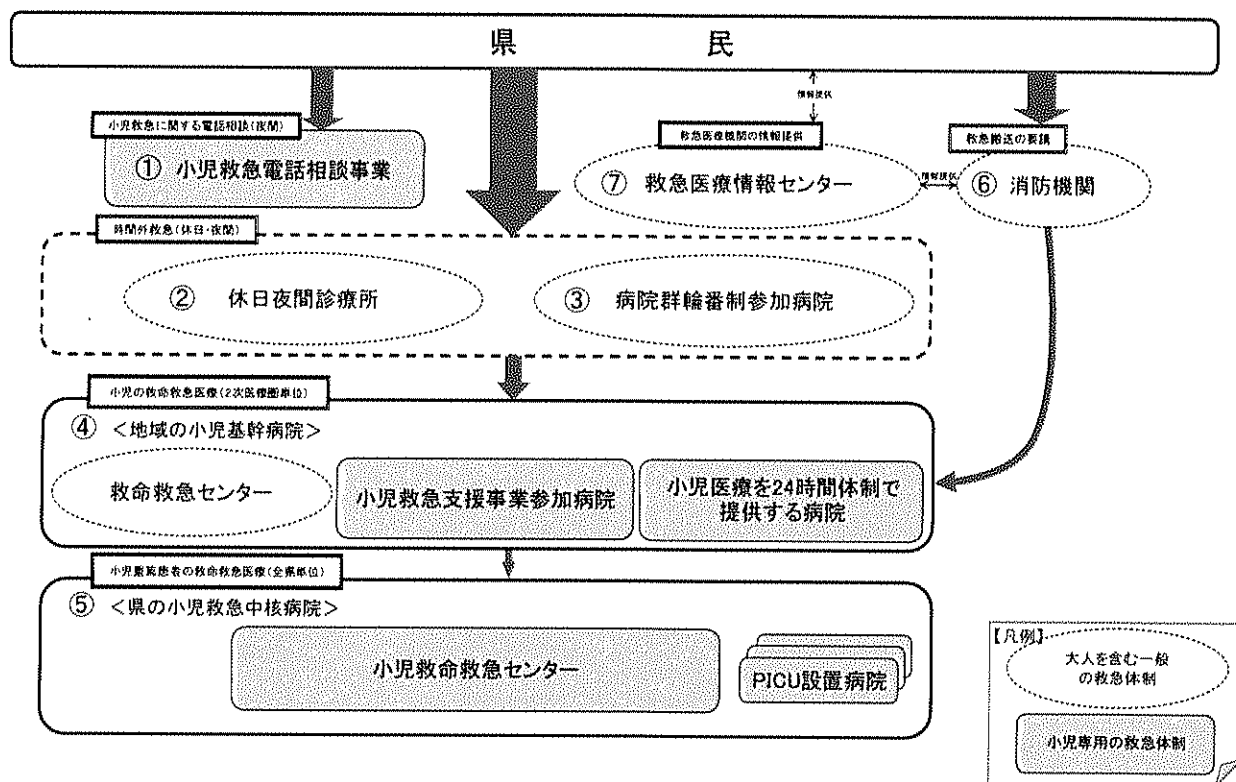 県 民
情報提供
小児救急に関する電話相談(夜間)
① 小児救急電話相談事業
救急医療機関の情報提供
⑦ 救急医療情報センター
情報提供
救急搬送の要請
⑥ 消防機関
時間外救急(休日・夜間)
② 休日夜間診療所
③ 病院群輪番制参加病院
小児の救命救急医療(2次医療圏単位)
④ <地域の小児基幹病院>
救命救急センター
小児救急支援事業参加病院
小児医療を24時間体制で
提供する病院
小児重篤患者の救命救急医療(全県単位)
⑤ <県の小児救急中核病院>
小児救命救急センター
PICU設置病院
【凡例】
大人を含む一般
の救急体制
小児専用の救急体制